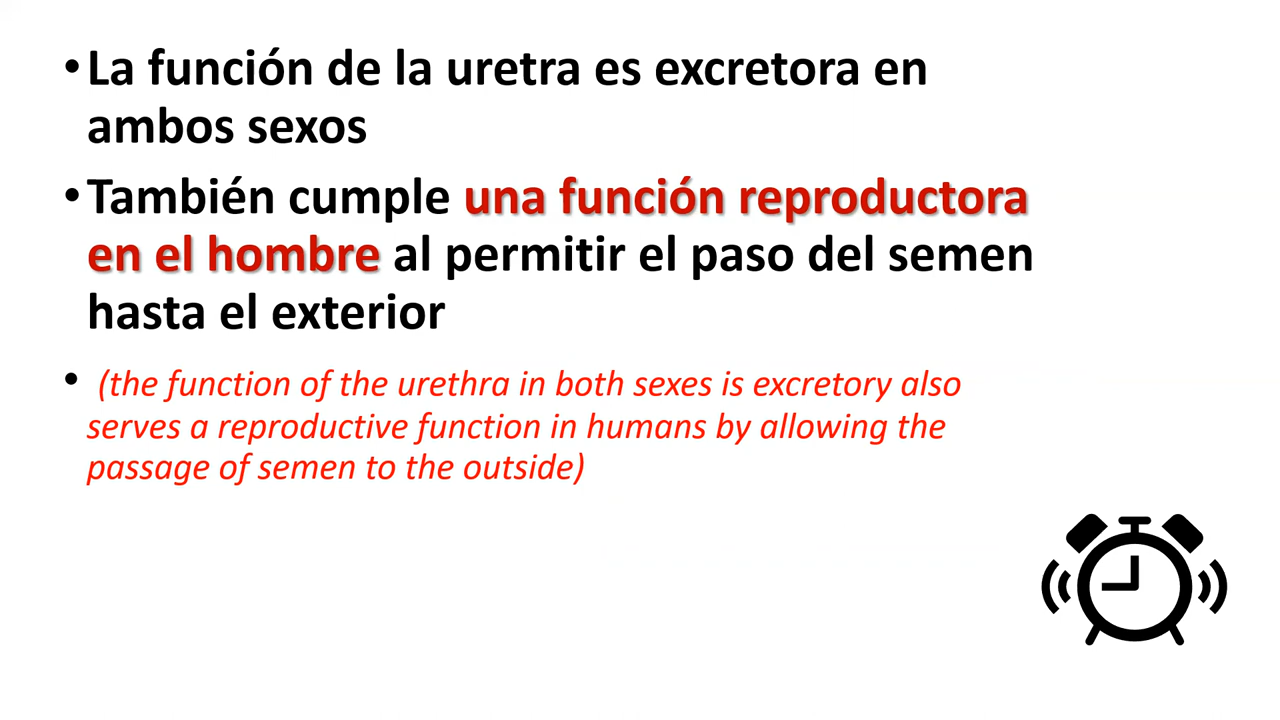 •La función de la uretra es excretora en
ambos sexos
•También cumple una función reproductora
en el hombre al permitir el paso del semen
hasta el exterior
• (the function of the urethra in both sexes is excretory also
serves a reproductive function in humans by allowing the
passage of semen to the outside)